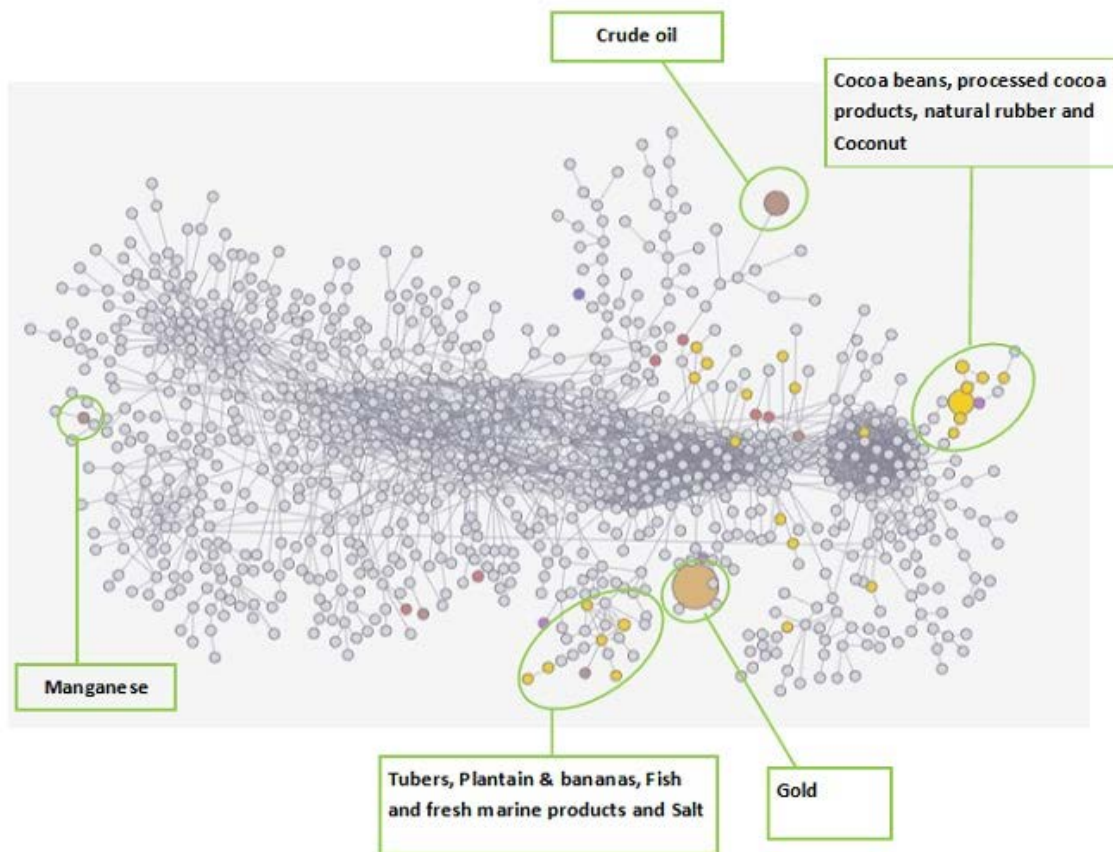 Crude oil
Cocoa beans, processed cocoa
products, natural rubber and
Coconut
Manganese
Tubers, Plantain & bananas, Fish
and fresh marine products and Salt
Gold